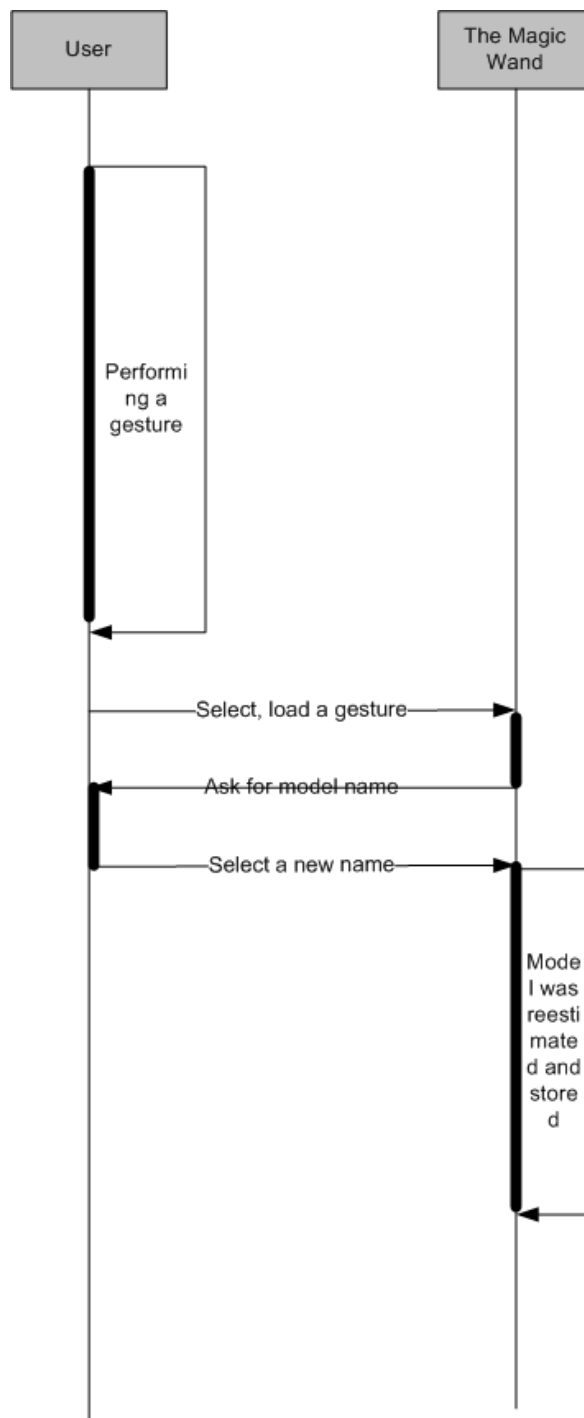 User
The Magic
Wand
Performi
ng a
gesture
Select, load a gesture
Ask for model name
Select a new name
Mode
l was
reesti
mate
d and
store
d